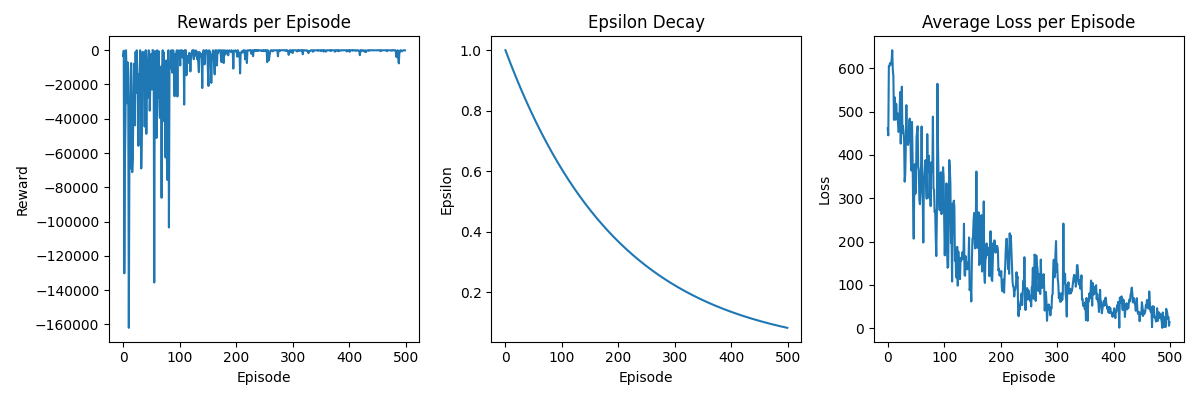 Rewards per Episode
0
−20000
−40000
−60000
−80000
−100000
−120000
−140000
−160000
Reward
0 100 200 300 400 500
Episode
Epsilon Decay
1.0
0.8
0.6
0.4
0.2
Epsilon
0 100 200 300 400 500
Episode
Average Loss per Episode
600
500
400
300
200
100
0
Loss
0 100 200 300 400 500
Episode